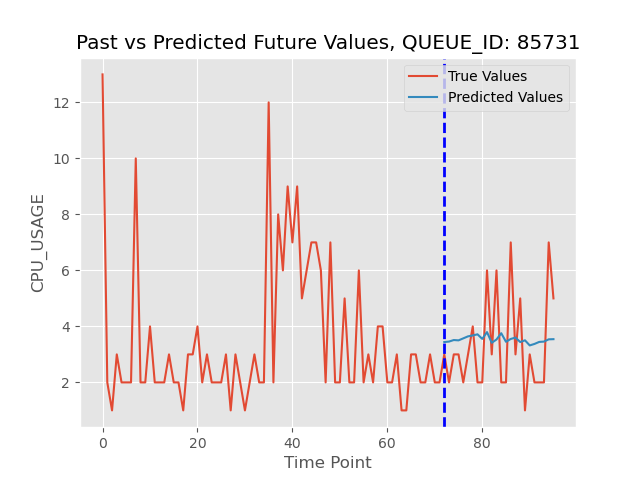 Past vs Predicted Future Values, QUEUE_ID: 85731
True Values
Predicted Values
12
10
8
6
4
2
CPU_USAGE
0 20 40 60 80
Time Point